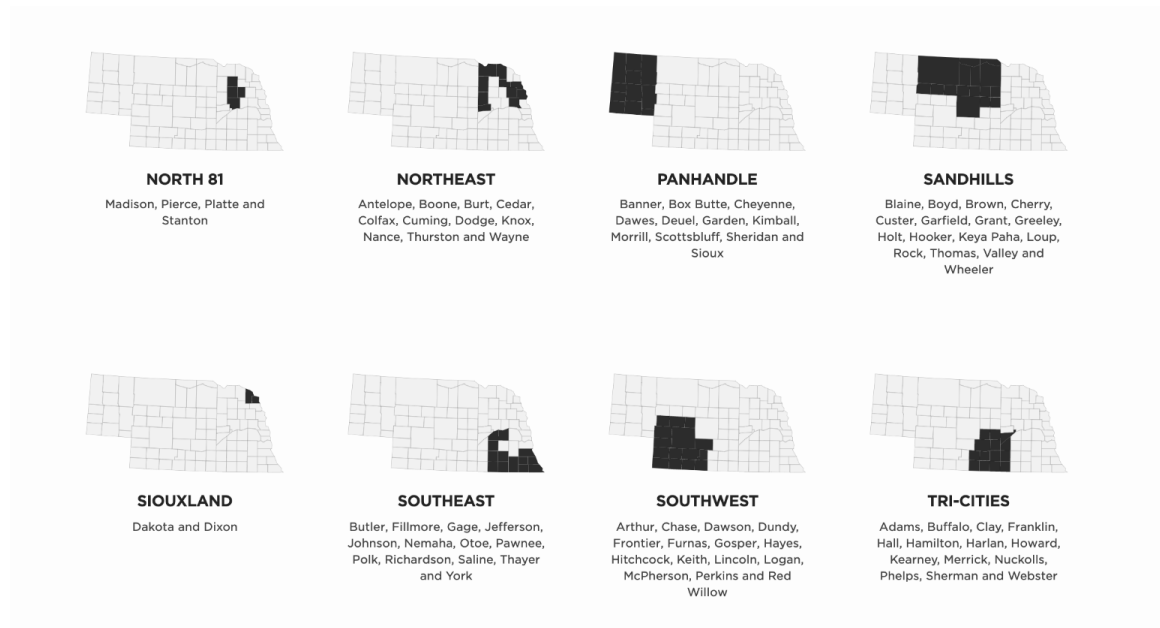 NORTH 81
Madison, Pierce, Platte and
Stanton
NORTHEAST
Antelope, Boone, Burt, Cedar,
Colfax, Cuming, Dodge, Knox,
Nance, Thurston and Wayne
PANHANDLE
Banner, Box Butte, Cheyenne,
Dawes, Deuel, Garden, Kimball,
Morrill, Scottsbluff, Sheridan and
Sioux
SANDHILLS
Blaine, Boyd, Brown, Cherry,
Custer, Garfield, Grant, Greeley,
Holt, Hooker, Keya Paha, Loup,
Rock, Thomas, Valley and
Wheeler
SIOUXLAND
Dakota and Dixon
SOUTHEAST
Butler, Fillmore, Gage, Jefferson,
Johnson, Nemaha, Otoe, Pawnee,
Polk, Richardson, Saline, Thayer
and York
SOUTHWEST
Arthur, Chase, Dawson, Dundy,
Frontier, Furnas, Gosper, Hayes,
Hitchcock, Keith, Lincoln, Logan,
McPherson, Perkins and Red
Willow
TRI-CITIES
Adams, Buffalo, Clay, Franklin,
Hall, Hamilton, Harlan, Howard,
Kearney, Merrick, Nuckolls,
Phelps, Sherman and Webster